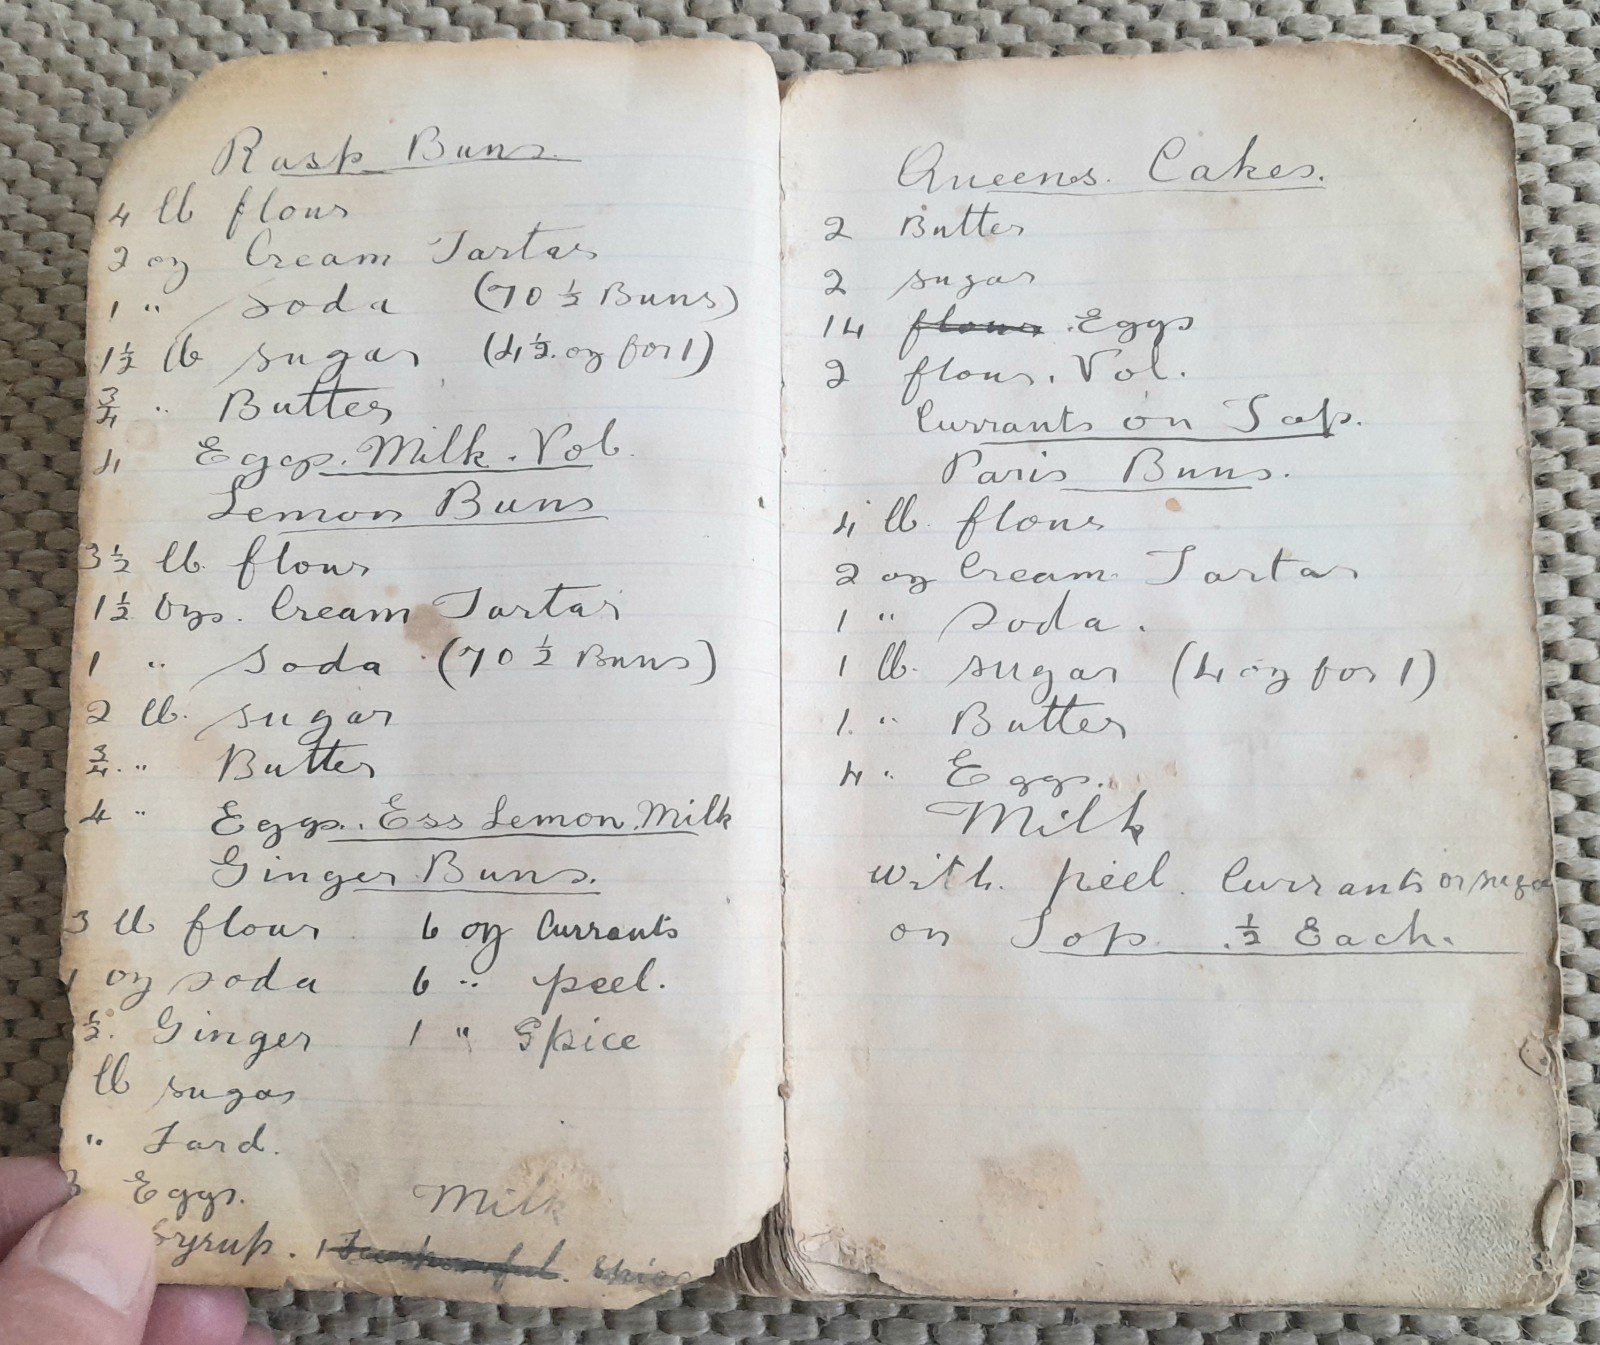 Rasp Buns.
4 lb flour
2 oz Cream Tartar
1 " Soda (70 ½ Buns)
1½ lb sugar (4½ oz for 1)
¾ " Butter
4 Eggs. Milk. Vol.
Lemon Buns
3½ lb. flour
1½ Ozs. Cream Tartar
1 " Soda (70 ½ Buns)
2 lb. sugar
¾ " Butter
4 " Eggs. Ess Lemon. Milk
Ginger Buns.
3 lb flour 6 oz Currants
1 oz soda 6 " peel.
½. Ginger 1 " Spice
lb sugar
" Lard.
3 Eggs. Milk
Syrup. 1 Teaspoonful. Spice
Queens Cakes.
2 Butter
2 sugar
14 flour . Eggs
2 flour. Vol.
Currants on Top.
Paris Buns.
4 lb. flour
2 oz Cream Tartar
1 " Soda.
1 lb. sugar (4 oz for 1)
1. " Butter
4 " Eggs.
Milk
with peel. Currants or sugar
on Top. ½ Each.